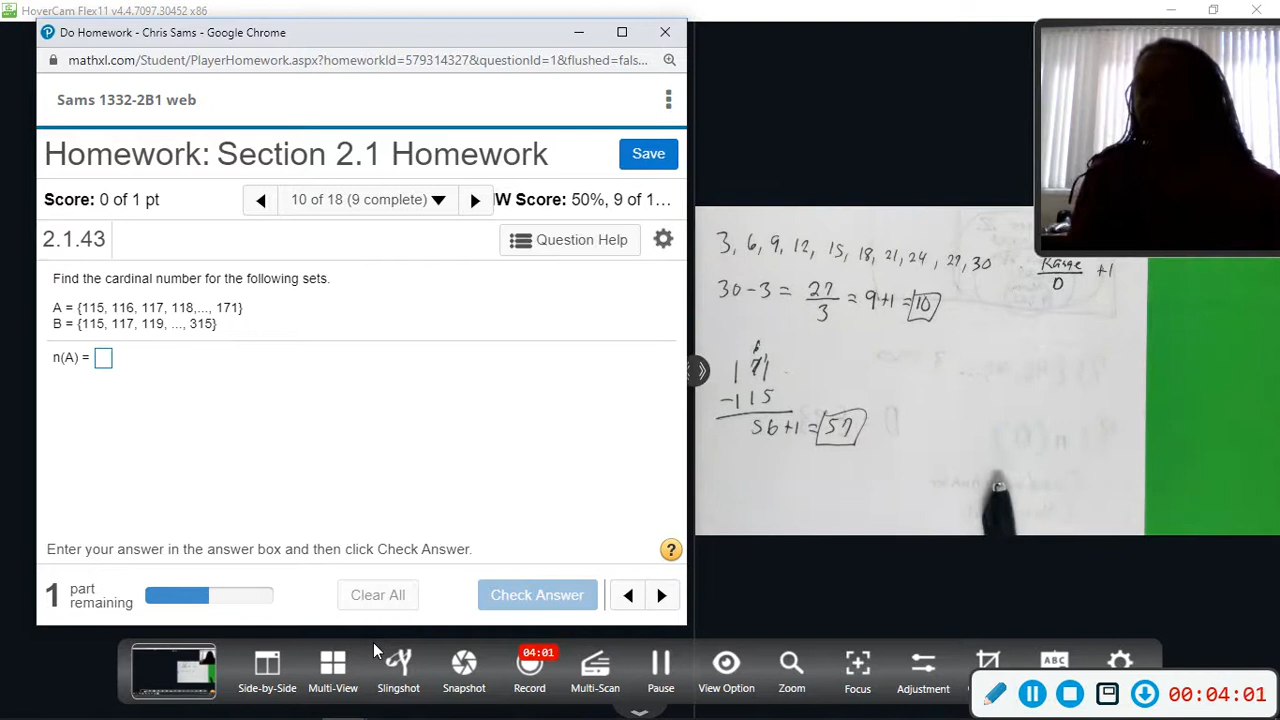 HoverCam Flex11 v4.4.7097.30452 x86
Do Homework - Chris Sams - Google Chrome
mathxl.com/Student/PlayerHomework.aspx?homeworkId=579314327&questionId=1&flushed=fals...
Sams 1332-2B1 web
Homework: Section 2.1 Homework
Save
Score: 0 of 1 pt
10 of 18 (9 complete)
W Score: 50%, 9 of 1...
2.1.43
Question Help
Find the cardinal number for the following sets.
A = {115, 116, 117, 118,..., 171}
B = {115, 117, 119, ..., 315}
n(A) =
Enter your answer in the answer box and then click Check Answer.
?
1 part remaining
Clear All
Check Answer
3, 6, 9, 12, 15, 18, 21, 24, 27, 30
Range
D
+1
30-3 = 27/3 = 9+1 = 10
6
171
-115
56+1 = 57
Side-by-Side
Multi-View
Slingshot
Snapshot
04:01
Record
Multi-Scan
Pause
View Option
Zoom
Focus
Adjustment
ABC
00:04:01